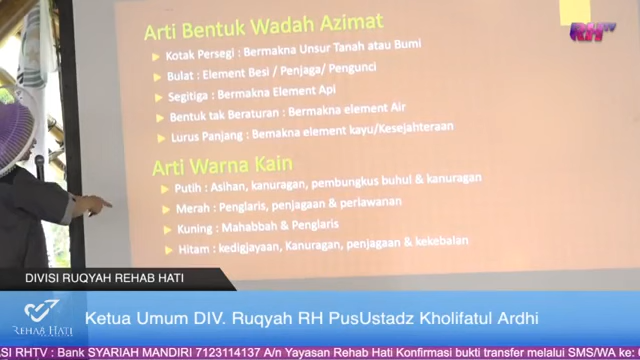 Arti Bentuk Wadah Azimat
Kotak Persegi : Bermakna Unsur Tanah atau Bumi
Bulat : Element Besi / Penjaga/ Pengunci
Segitiga : Bermakna Element Api
Bentuk tak Beraturan : Bermakna element Air
Lurus Panjang : Bemakna element kayu/Kesejahteraan
Arti Warna Kain
Putih : Asihan, kanuragan, pembungkus buhul & kanuragan
Merah : Penglaris, penjagaan & perlawanan
Kuning : Mahabbah & Penglaris
Hitam : kedigjayaan, Kanuragan, penjagaan & kekebalan
DIVISI RUQYAH REHAB HATI
REHAB HATI
Ketua Umum DIV. Ruqyah RH PusUstadz Kholifatul Ardhi
ASI RHTV : Bank SYARIAH MANDIRI 7123114137 A/n Yayasan Rehab Hati Konfirmasi bukti transfer melalui SMS/WA ke: